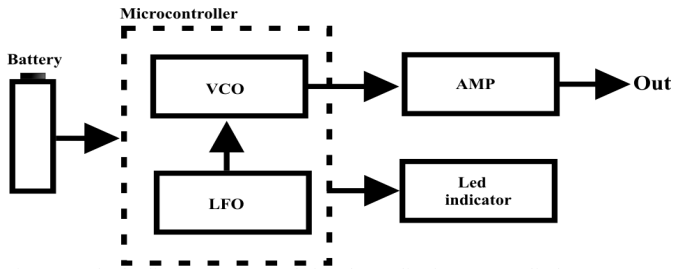 Microcontroller
Battery
VCO
AMP
Out
LFO
Led
indicator